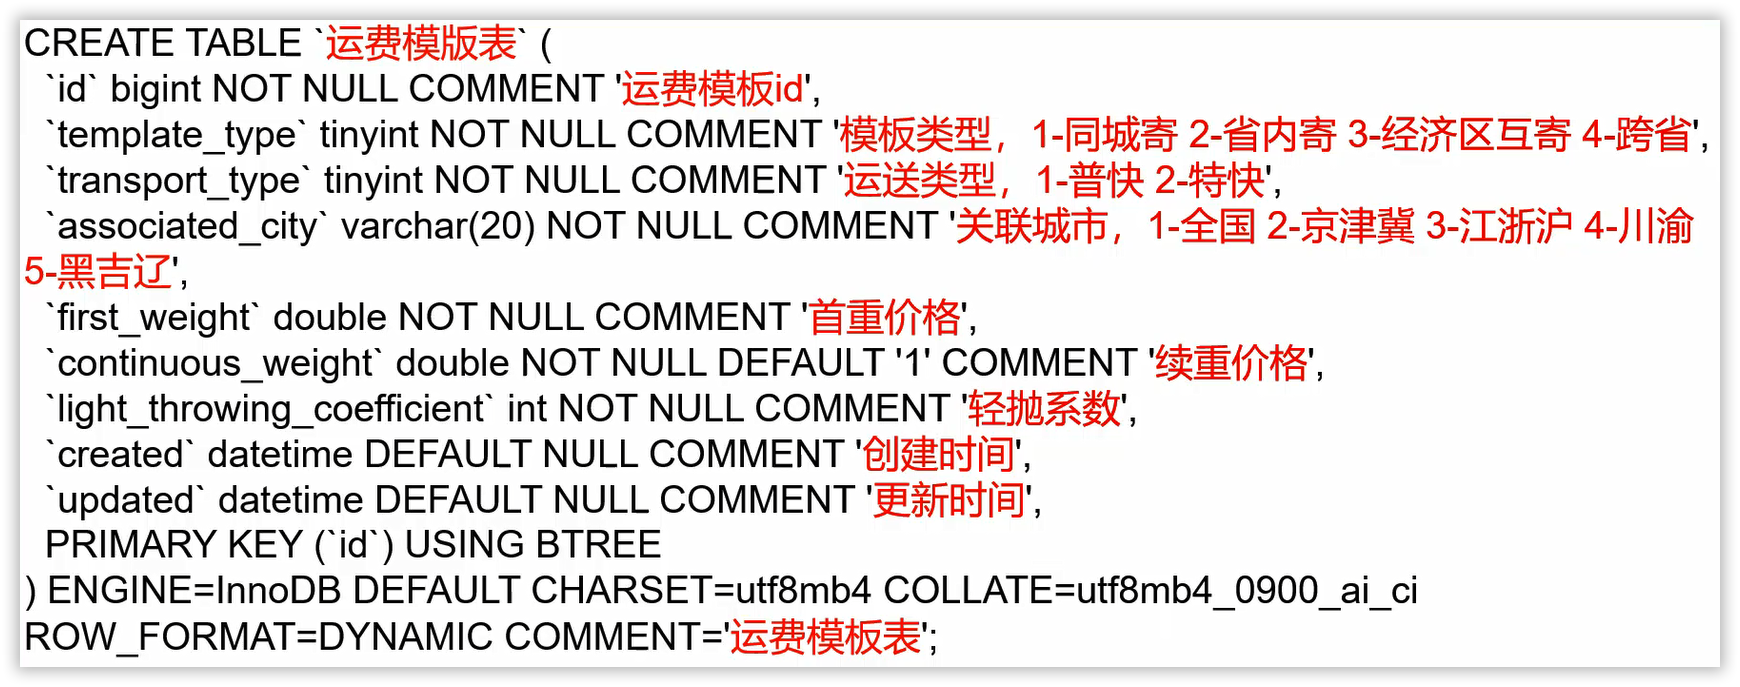 CREATE TABLE `运费模版表` (
`id` bigint NOT NULL COMMENT '运费模板id',
`template_type` tinyint NOT NULL COMMENT '模板类型，1-同城寄 2-省内寄 3-经济区互寄 4-跨省',
`transport_type` tinyint NOT NULL COMMENT '运送类型，1-普快 2-特快',
`associated_city` varchar(20) NOT NULL COMMENT '关联城市，1-全国 2-京津冀 3-江浙沪 4-川渝
5-黑吉辽',
`first_weight` double NOT NULL COMMENT '首重价格',
`continuous_weight` double NOT NULL DEFAULT '1' COMMENT '续重价格',
`light_throwing_coefficient` int NOT NULL COMMENT '轻抛系数',
`created` datetime DEFAULT NULL COMMENT '创建时间',
`updated` datetime DEFAULT NULL COMMENT '更新时间',
PRIMARY KEY (`id`) USING BTREE
) ENGINE=InnoDB DEFAULT CHARSET=utf8mb4 COLLATE=utf8mb4_0900_ai_ci
ROW_FORMAT=DYNAMIC COMMENT='运费模板表';